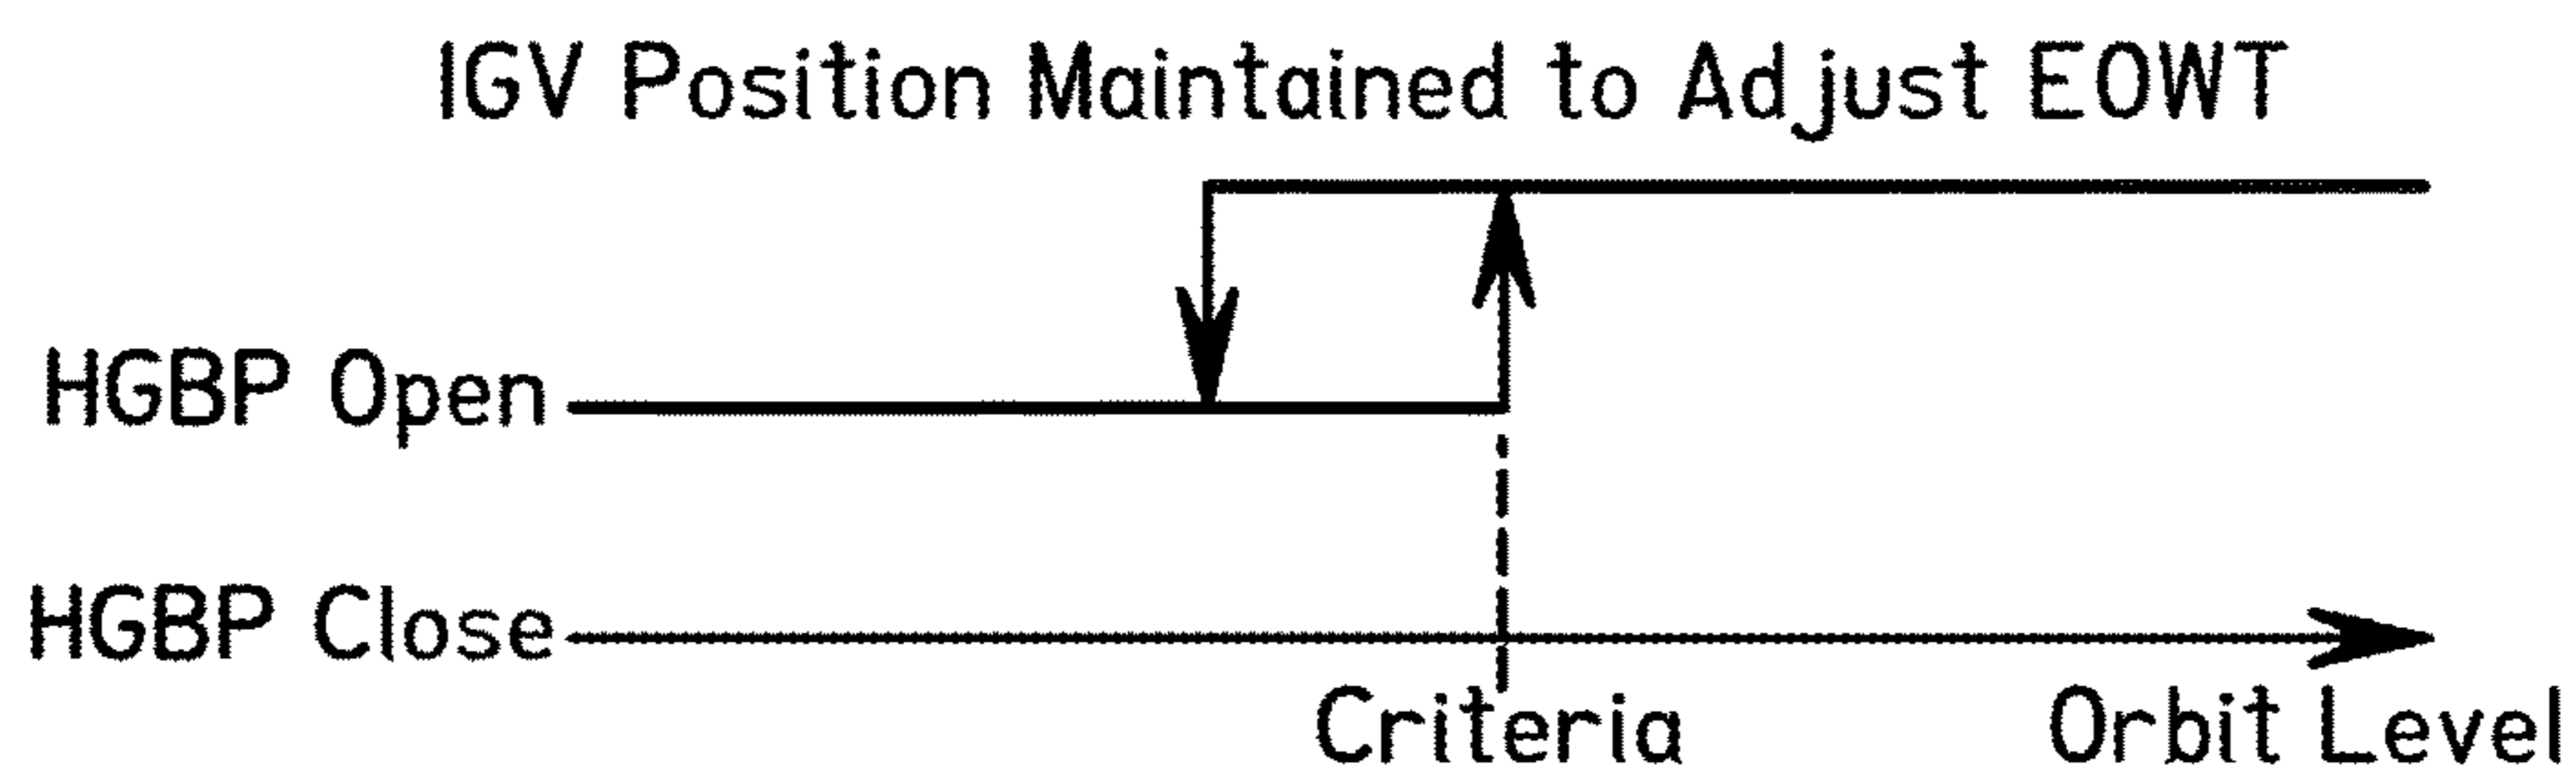 IGV Position Maintained to Adjust EOWT
HGBP Open
HGBP Close
Criteria
Orbit Level